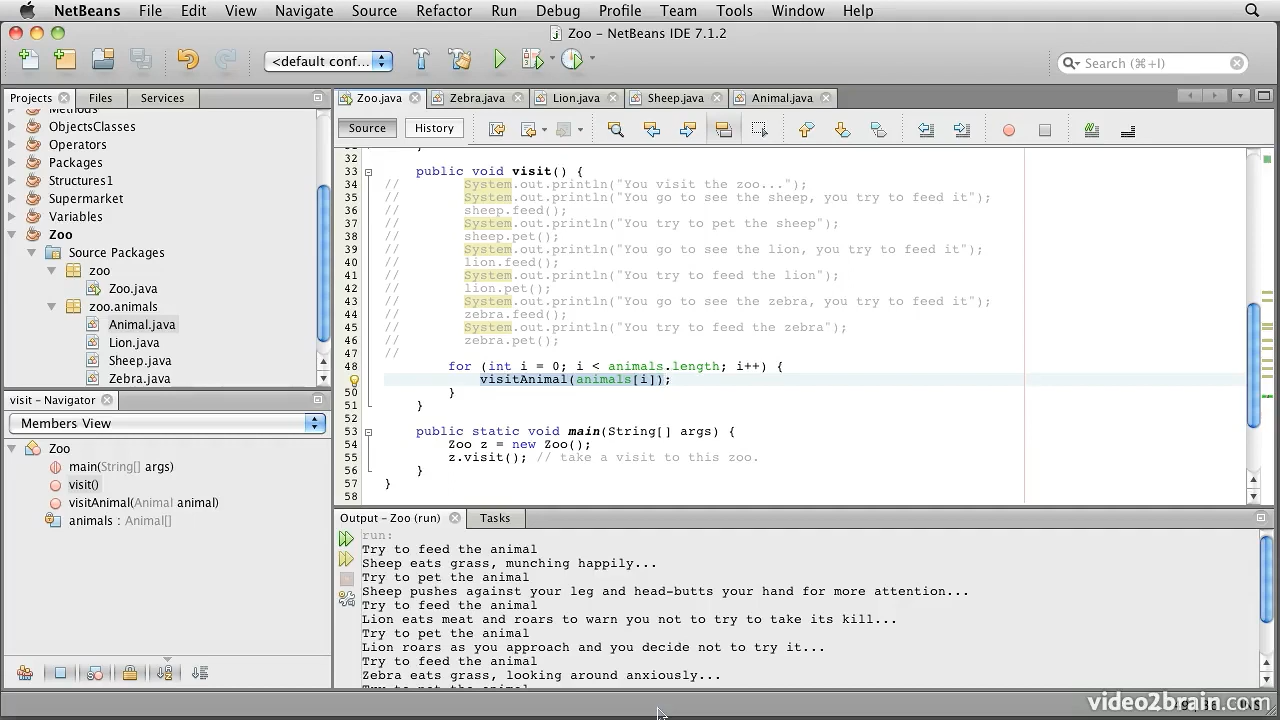 NetBeans File Edit View Navigate Source Refactor Run Debug Profile Team Tools Window Help
Zoo – NetBeans IDE 7.1.2
<default conf...
Search (⌘+I)
Projects Files Services
Zoo.java Zebra.java Lion.java Sheep.java Animal.java
Source History
Methods
ObjectsClasses
Operators
Packages
Structures1
Supermarket
Variables
Zoo
Source Packages
zoo
Zoo.java
zoo.animals
Animal.java
Lion.java
Sheep.java
Zebra.java
visit – Navigator
Members View
Zoo
main(String[] args)
visit()
visitAnimal(Animal animal)
animals : Animal[]
32
33 public void visit() {
34 // System.out.println("You visit the zoo...");
35 // System.out.println("You go to see the sheep, you try to feed it");
36 // sheep.feed();
37 // System.out.println("You try to pet the sheep");
38 // sheep.pet();
39 // System.out.println("You go to see the lion, you try to feed it");
40 // lion.feed();
41 // System.out.println("You try to feed the lion");
42 // lion.pet();
43 // System.out.println("You go to see the zebra, you try to feed it");
44 // zebra.feed();
45 // System.out.println("You try to feed the zebra");
46 // zebra.pet();
47 //
48 for (int i = 0; i < animals.length; i++) {
visitAnimal(animals[i]);
50 }
51 }
52
53 public static void main(String[] args) {
54 Zoo z = new Zoo();
55 z.visit(); // take a visit to this zoo.
56 }
57 }
58
Output – Zoo (run) Tasks
run:
Try to feed the animal
Sheep eats grass, munching happily...
Try to pet the animal
Sheep pushes against your leg and head-butts your hand for more attention...
Try to feed the animal
Lion eats meat and roars to warn you not to try to take its kill...
Try to pet the animal
Lion roars as you approach and you decide not to try it...
Try to feed the animal
Zebra eats grass, looking around anxiously...
Try to pet the animal
video2brain.com